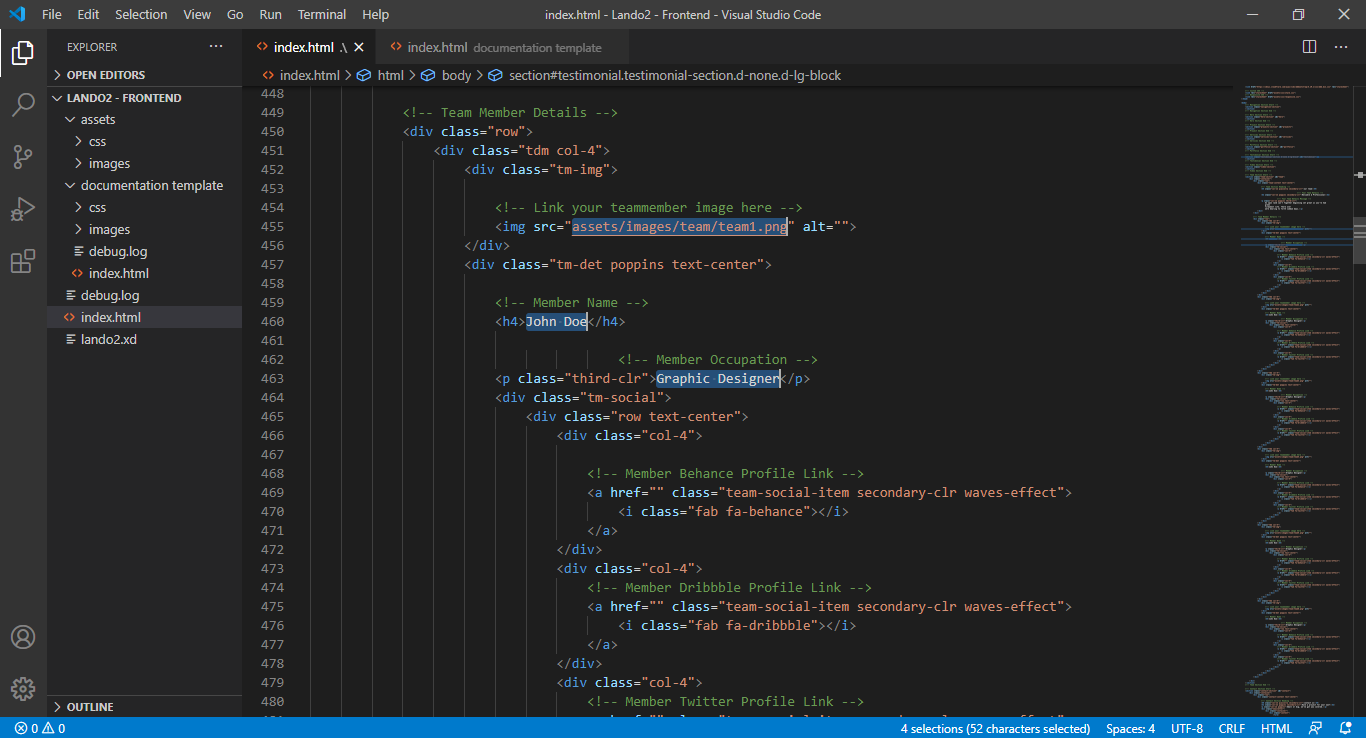 File Edit Selection View Go Run Terminal Help
index.html - Lando2 - Frontend - Visual Studio Code
EXPLORER
OPEN EDITORS
LANDO2 - FRONTEND
assets
css
images
documentation template
css
images
debug.log
index.html
debug.log
index.html
lando2.xd
OUTLINE
index.html .\ index.html documentation template
index.html > html > body > section#testimonial.testimonial-section.d-none.d-lg-block
448
449 <!-- Team Member Details -->
450 <div class="row">
451 <div class="tdm col-4">
452 <div class="tm-img">
453
454 <!-- Link your teammember image here -->
455 <img src="assets/images/team/team1.png" alt="">
456 </div>
457 <div class="tm-det poppins text-center">
458
459 <!-- Member Name -->
460 <h4>John Doe</h4>
461
462 <!-- Member Occupation -->
463 <p class="third-clr">Graphic Designer</p>
464 <div class="tm-social">
465 <div class="row text-center">
466 <div class="col-4">
467
468 <!-- Member Behance Profile Link -->
469 <a href="" class="team-social-item secondary-clr waves-effect">
470 <i class="fab fa-behance"></i>
471 </a>
472 </div>
473 <div class="col-4">
474 <!-- Member Dribbble Profile Link -->
475 <a href="" class="team-social-item secondary-clr waves-effect">
476 <i class="fab fa-dribbble"></i>
477 </a>
478 </div>
479 <div class="col-4">
480 <!-- Member Twitter Profile Link -->
0 0 4 selections (52 characters selected) Spaces: 4 UTF-8 CRLF HTML